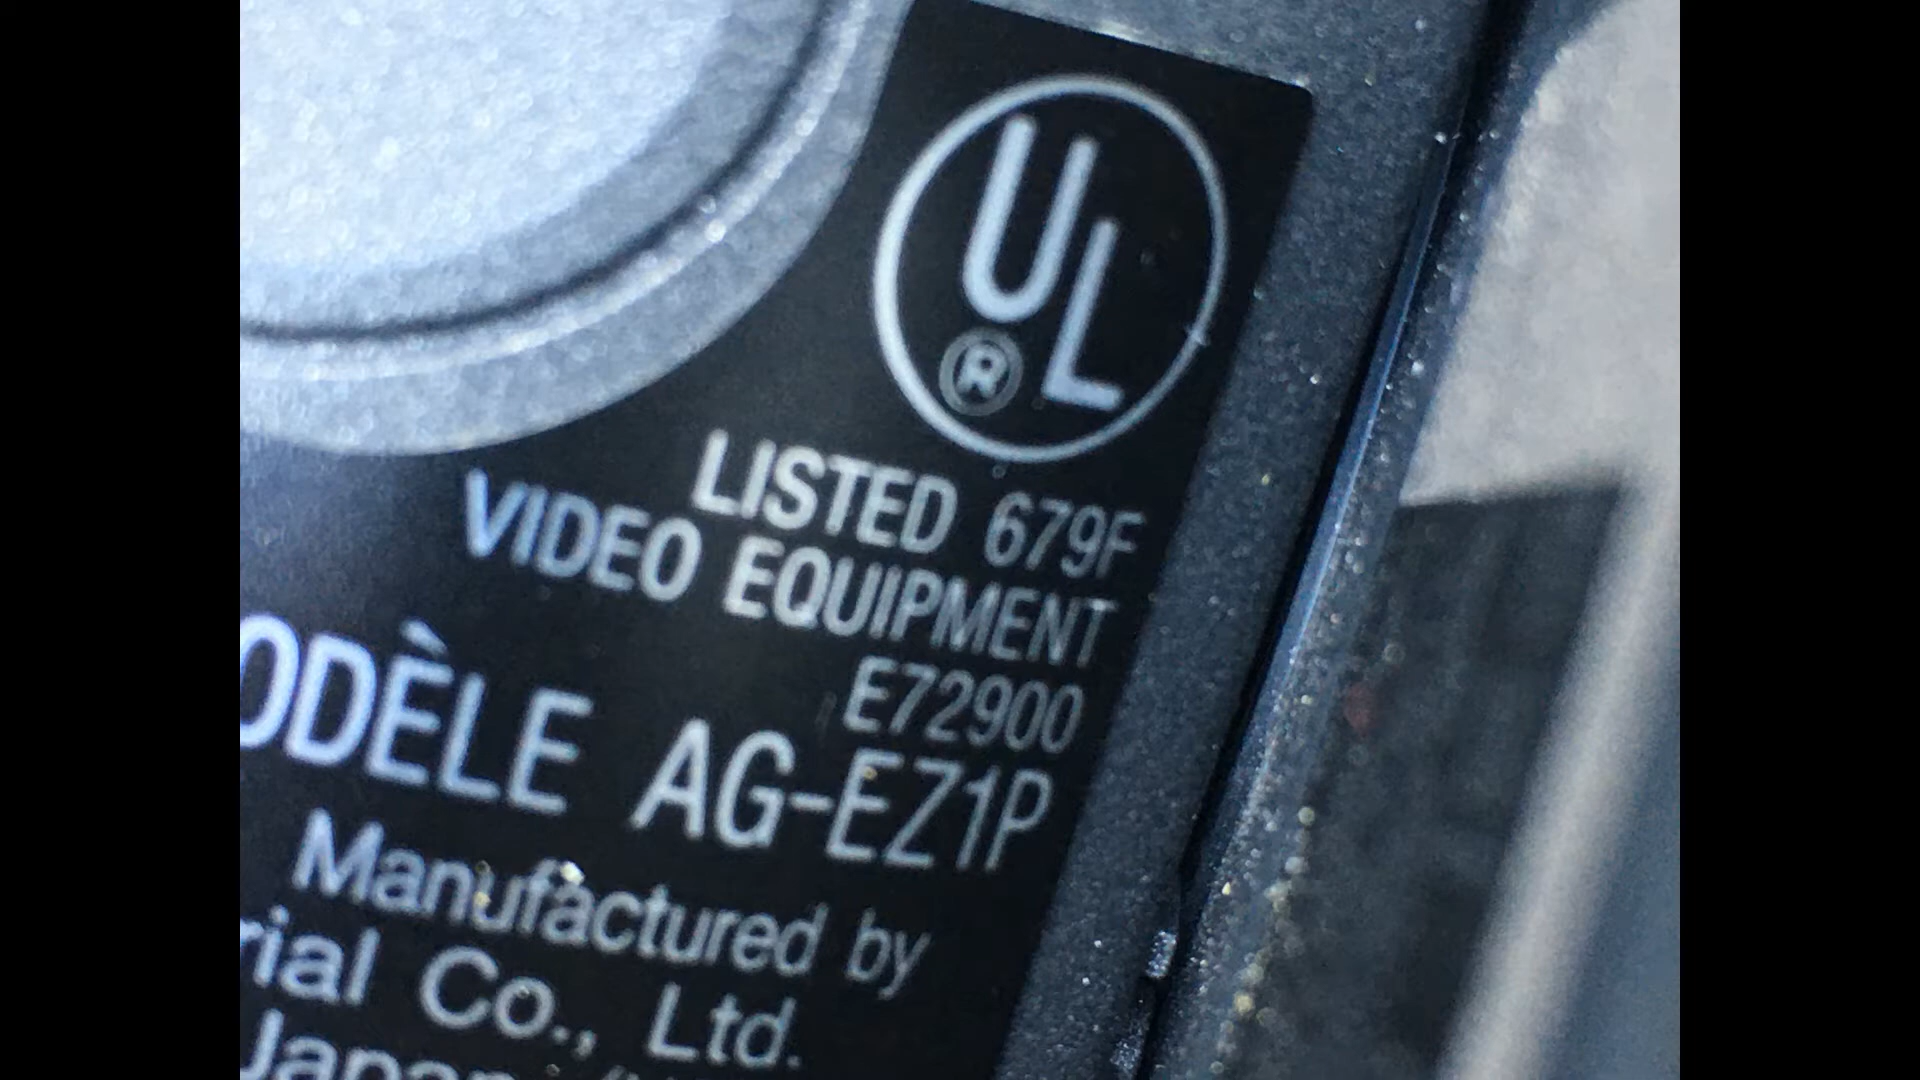 UL
®
LISTED 679F
VIDEO EQUIPMENT
E72900
ODÈLE AG-EZ1P
Manufactured by
rial Co., Ltd.
Japan